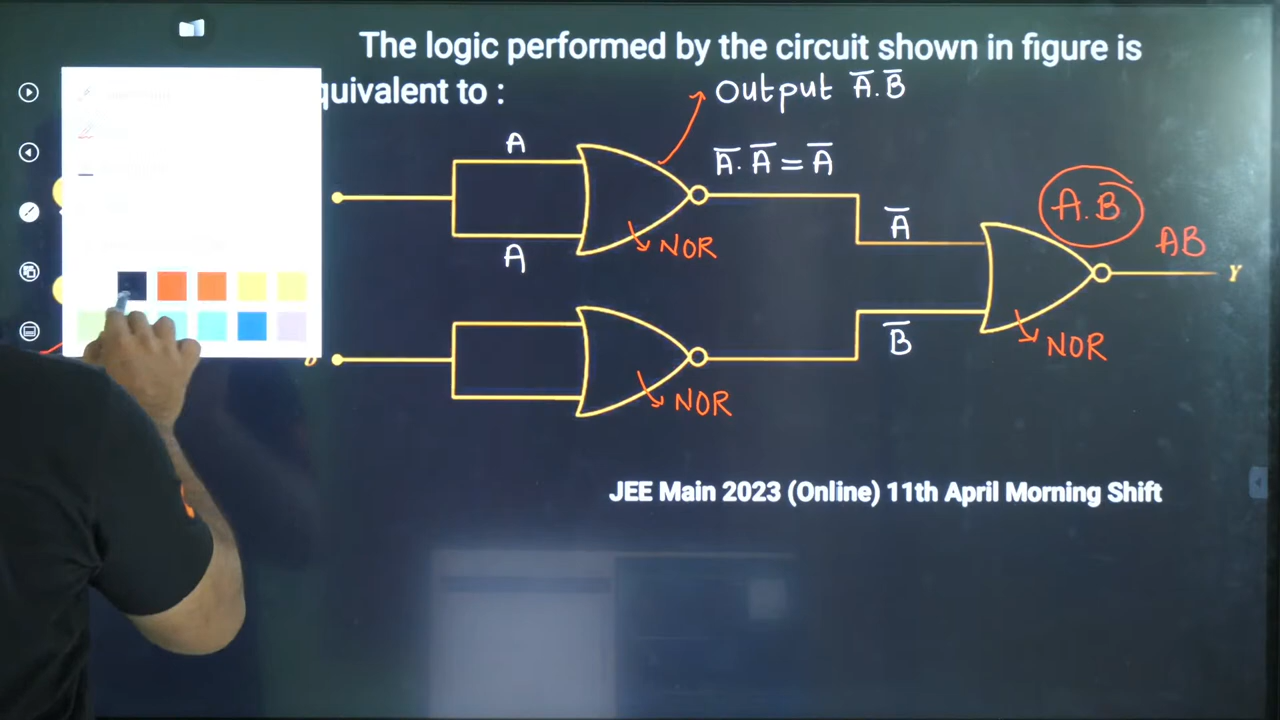 The logic performed by the circuit shown in figure is
quivalent to :
Output A̅.B̅
A
A̅.A̅=A̅
A
NOR
A̅
A.B̅
AB
Y
B̅
NOR
NOR
JEE Main 2023 (Online) 11th April Morning Shift